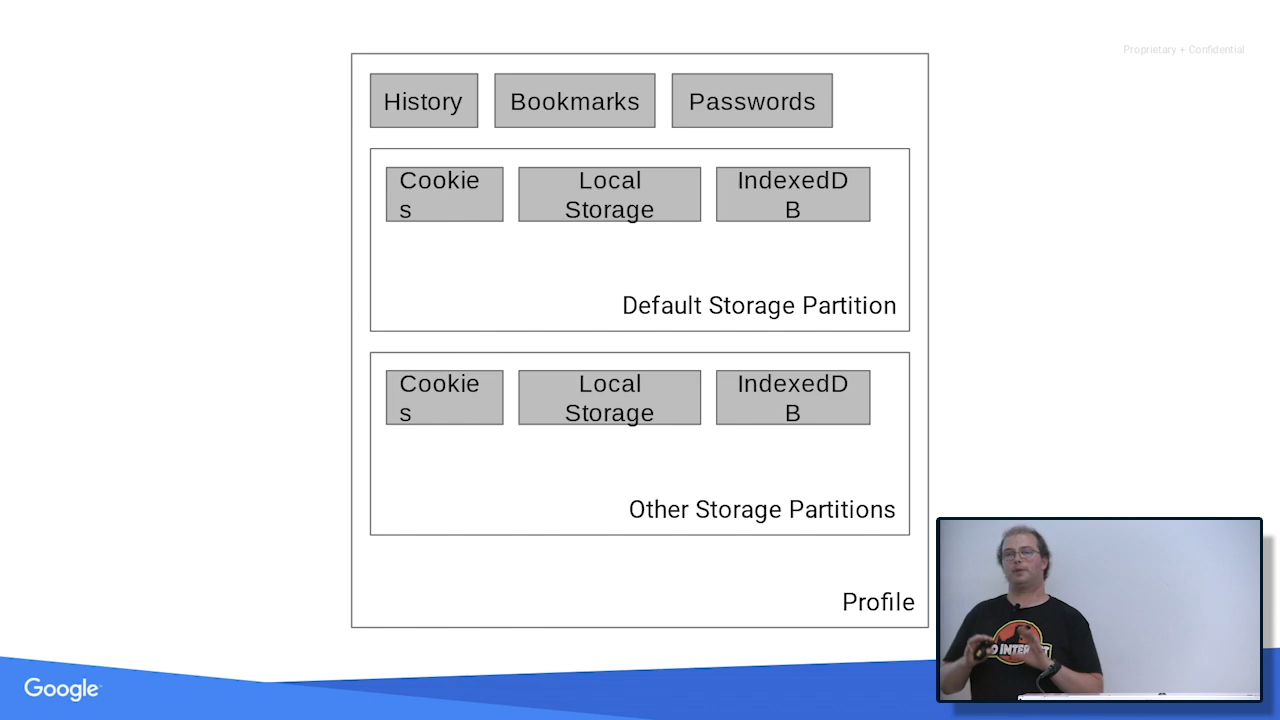 Proprietary + Confidential
History
Bookmarks
Passwords
Cookie
s
Local
Storage
IndexedD
B
Default Storage Partition
Cookie
s
Local
Storage
IndexedD
B
Other Storage Partitions
Profile
Google
INTER